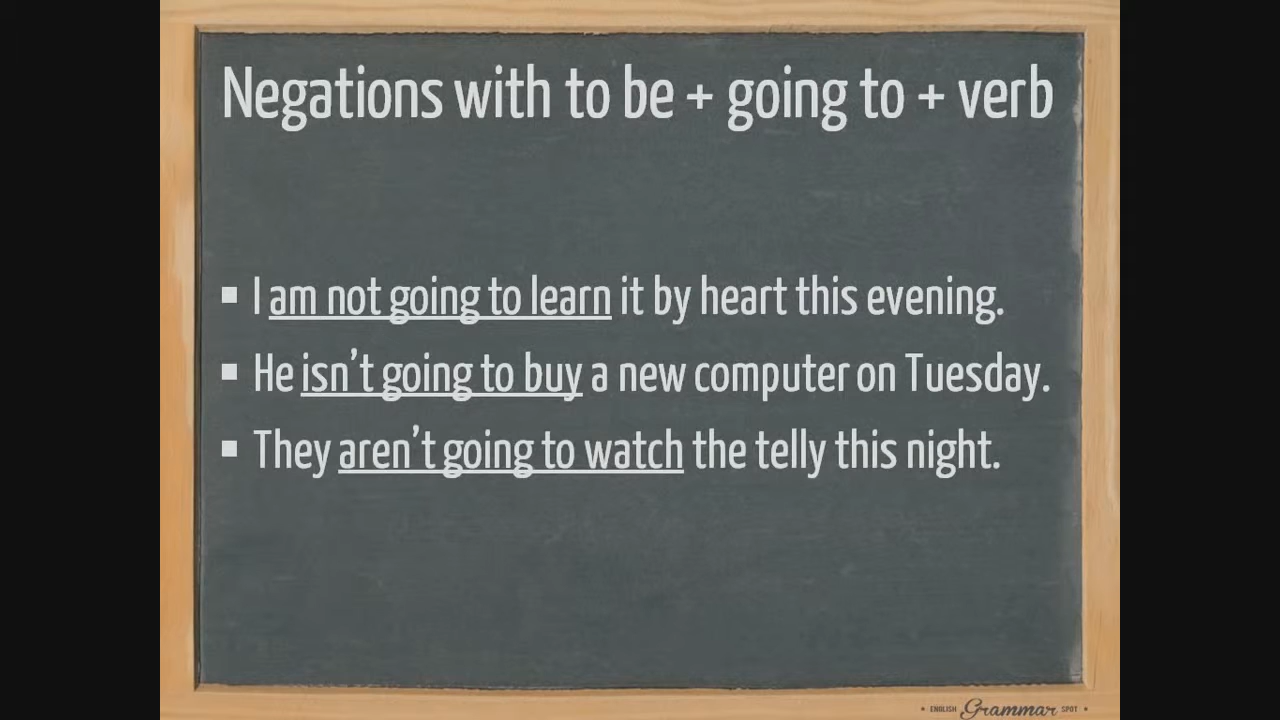 Negations with to be + going to + verb
▪ I am not going to learn it by heart this evening.
▪ He isn't going to buy a new computer on Tuesday.
▪ They aren't going to watch the telly this night.
• ENGLISH Grammar SPOT •